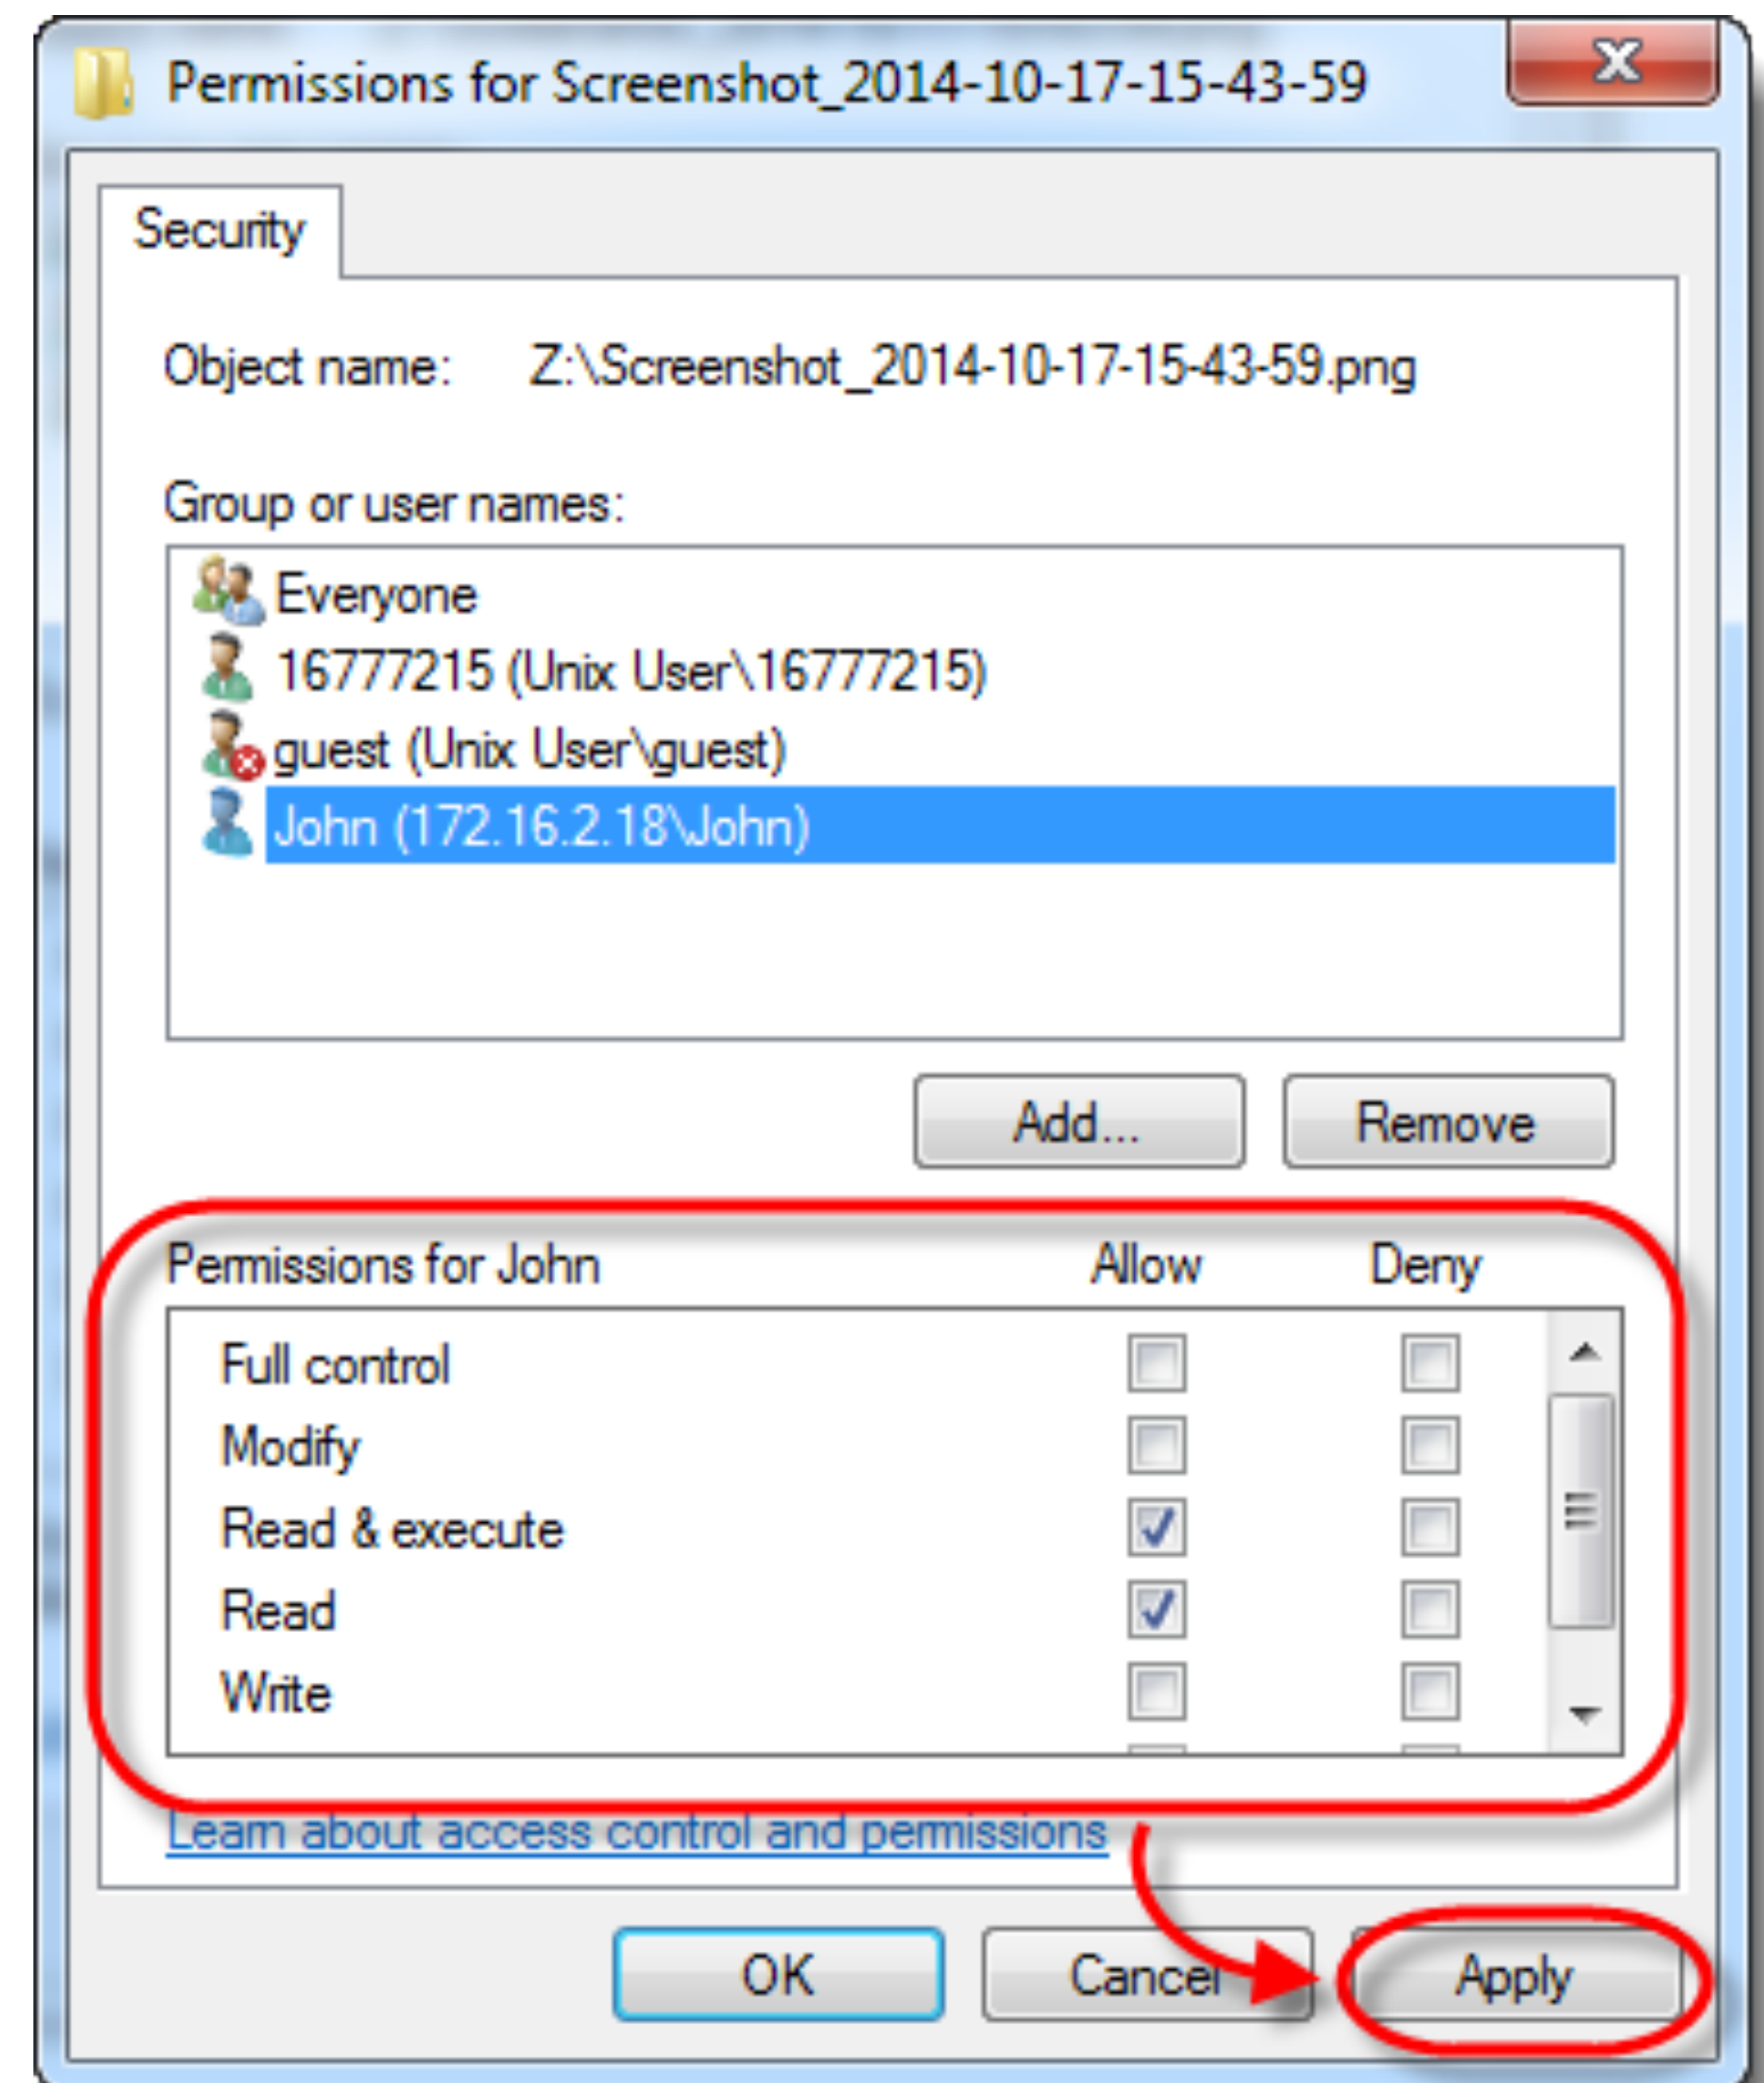 Permissions for Screenshot_2014-10-17-15-43-59
Security
Object name: Z:\Screenshot_2014-10-17-15-43-59.png
Group or user names:
Everyone
16777215 (Unix User\16777215)
guest (Unix User\guest)
John (172.16.2.18\John)
Add... Remove
Permissions for John Allow Deny
Full control
Modify
Read & execute
Read
Write
Learn about access control and permissions
OK Cancel Apply